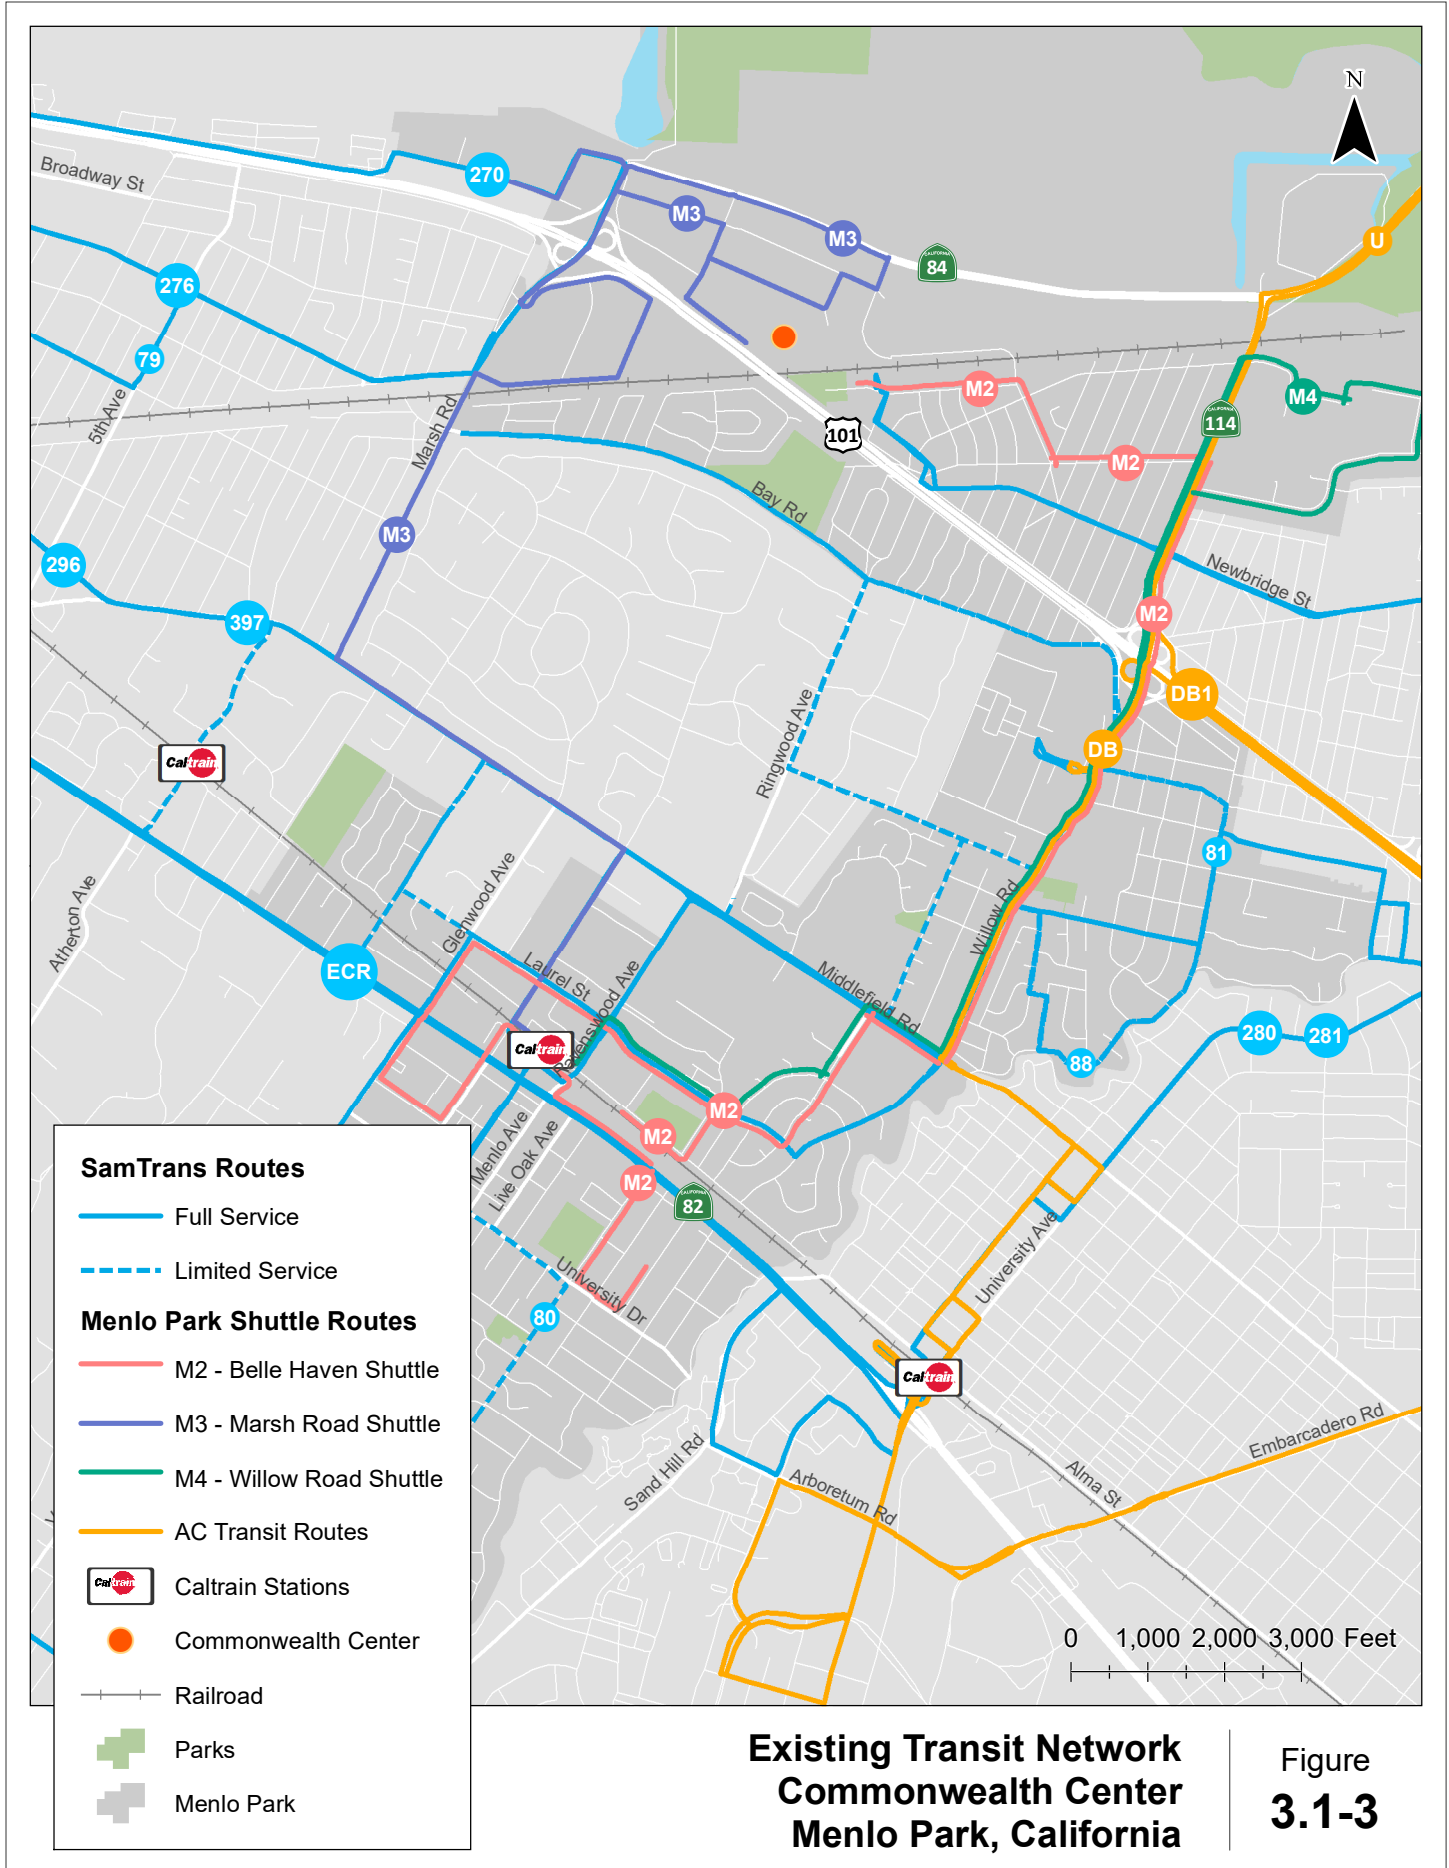 N
Broadway St
270
M3
M3
CALIFORNIA
84
U
276
79
5th Ave
Marsh Rd
M2
M4
CALIFORNIA
114
101
M2
Bay Rd
M3
296
Newbridge St
397
M2
DB1
Ringwood Ave
DB
Caltrain
81
Atherton Ave
Glenwood Ave
Willow Rd
ECR
Laurel St
Ravenswood Ave
Middlefield Rd
280
281
Caltrain
88
M2
M2
Menlo Ave
Live Oak Ave
M2
CALIFORNIA
82
University Ave
University Dr
80
Caltrain
Embarcadero Rd
Sand Hill Rd
Arboretum Rd
Alma St
0 1,000 2,000 3,000 Feet
SamTrans Routes
Full Service
Limited Service
Menlo Park Shuttle Routes
M2 - Belle Haven Shuttle
M3 - Marsh Road Shuttle
M4 - Willow Road Shuttle
AC Transit Routes
Caltrain
Caltrain Stations
Commonwealth Center
Railroad
Parks
Menlo Park
Existing Transit Network
Commonwealth Center
Menlo Park, California
Figure
3.1-3